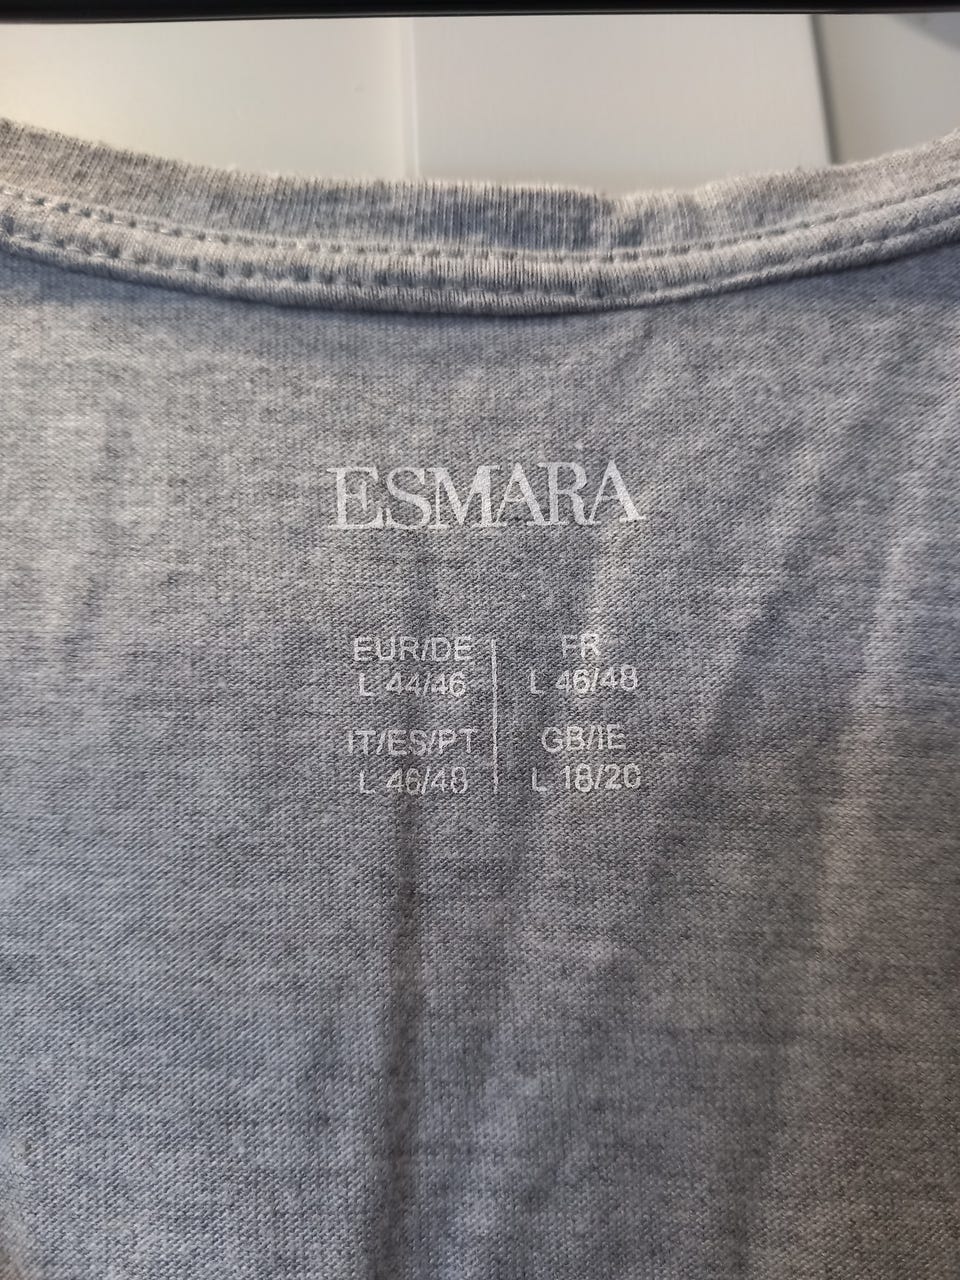 ESMARA
EUR/DE
L 44/46
FR
L 46/48
IT/ES/PT
L 46/48
GB/IE
L 18/20